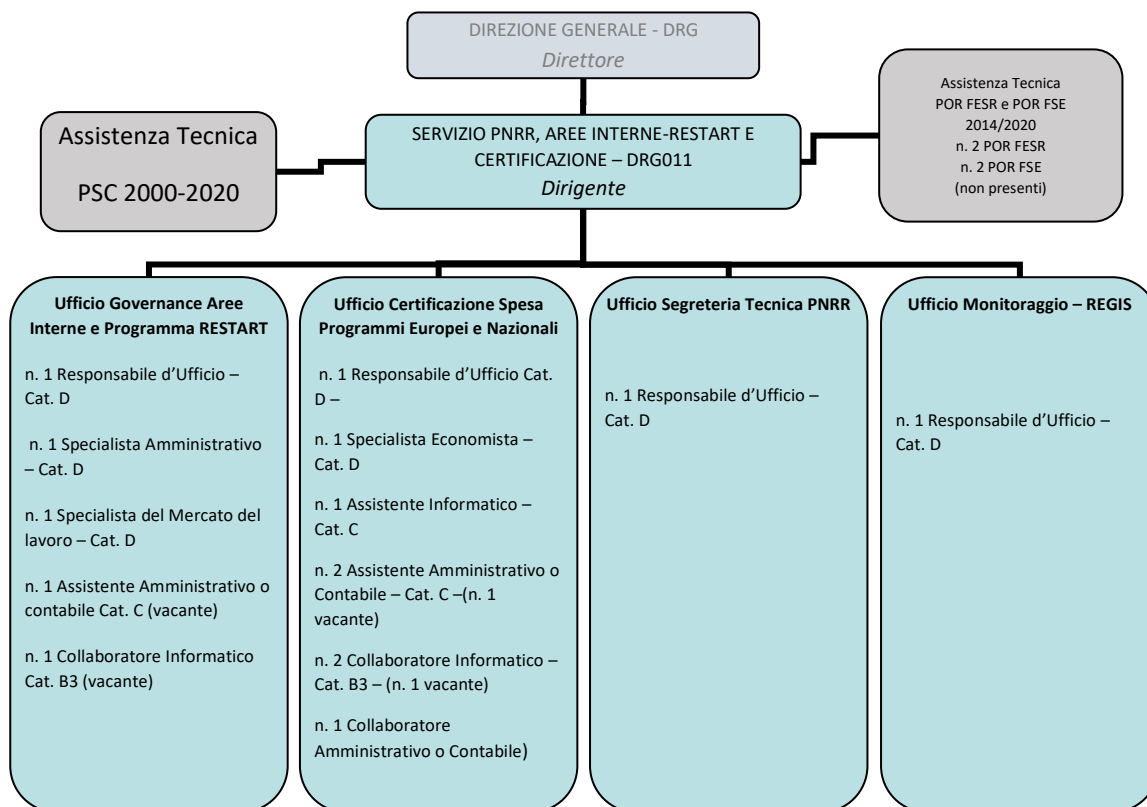 DIREZIONE GENERALE - DRG
Direttore
Assistenza Tecnica
PSC 2000-2020
SERVIZIO PNRR, AREE INTERNE-RESTART E
CERTIFICAZIONE – DRG011
Dirigente
Assistenza Tecnica
POR FESR e POR FSE
2014/2020
n. 2 POR FESR
n. 2 POR FSE
(non presenti)
Ufficio Governance Aree
Interne e Programma RESTART
n. 1 Responsabile d’Ufficio –
Cat. D
n. 1 Specialista Amministrativo
– Cat. D
n. 1 Specialista del Mercato del
lavoro – Cat. D
n. 1 Assistente Amministrativo o
contabile Cat. C (vacante)
n. 1 Collaboratore Informatico
Cat. B3 (vacante)
Ufficio Certificazione Spesa
Programmi Europei e Nazionali
n. 1 Responsabile d’Ufficio Cat.
D –
n. 1 Specialista Economista –
Cat. D
n. 1 Assistente Informatico –
Cat. C
n. 2 Assistente Amministrativo o
Contabile – Cat. C –(n. 1
vacante)
n. 2 Collaboratore Informatico –
Cat. B3 – (n. 1 vacante)
n. 1 Collaboratore
Amministrativo o Contabile)
Ufficio Segreteria Tecnica PNRR
n. 1 Responsabile d’Ufficio –
Cat. D
Ufficio Monitoraggio – REGIS
n. 1 Responsabile d’Ufficio –
Cat. D